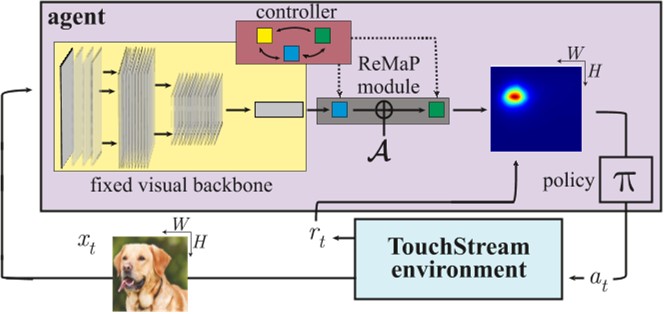 agent
controller
ReMaP
module
W
H
𝒜
fixed visual backbone
policy
π
x_t
W
H
r_t
TouchStream
environment
a_t